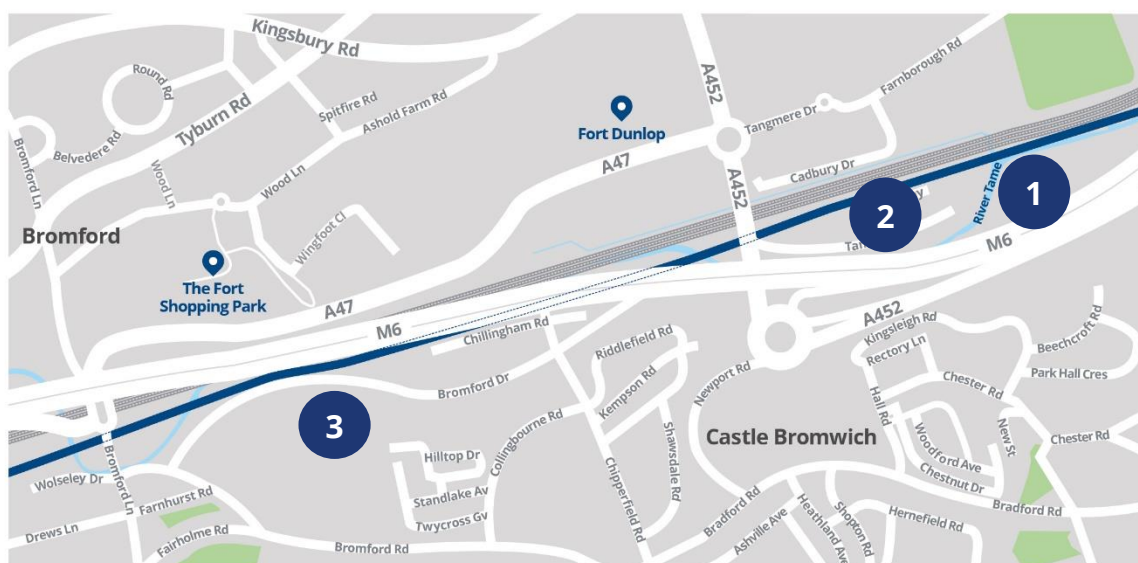 Kingsbury Rd
A452
Farnborough Rd
Round Rd
Spitfire Rd
Ashold Farm Rd
Tyburn Rd
Belvedere Rd
Bromford Ln
Fort Dunlop
Tangmere Dr
A47
Cadbury Dr
Wood Ln
Wood Ln
A452
River Tame
1
2
Wingfoot Cl
Bromford
M6
The Fort
Shopping Park
A47
M6
Chillingham Rd
A452
Kingsleigh Rd
Rectory Ln
Beechcroft Rd
Riddlefield Rd
Kempson Rd
Newport Rd
Park Hall Cres
Chester Rd
Bromford Dr
Hall Rd
3
Collingbourne Rd
Shawsdale Rd
Castle Bromwich
Woodford Ave
New St
Chester Rd
Hilltop Dr
Chipperfield Rd
Standlake Av
Twycross Gv
Chestnut Dr
Bradford Rd
Bradford Rd
Wolseley Dr
Bromford Ln
Farnhurst Rd
Drews Ln
Fairholme Rd
Bromford Rd
Ashville Ave
Heathland Ave
Shopton Rd
Hernefield Rd